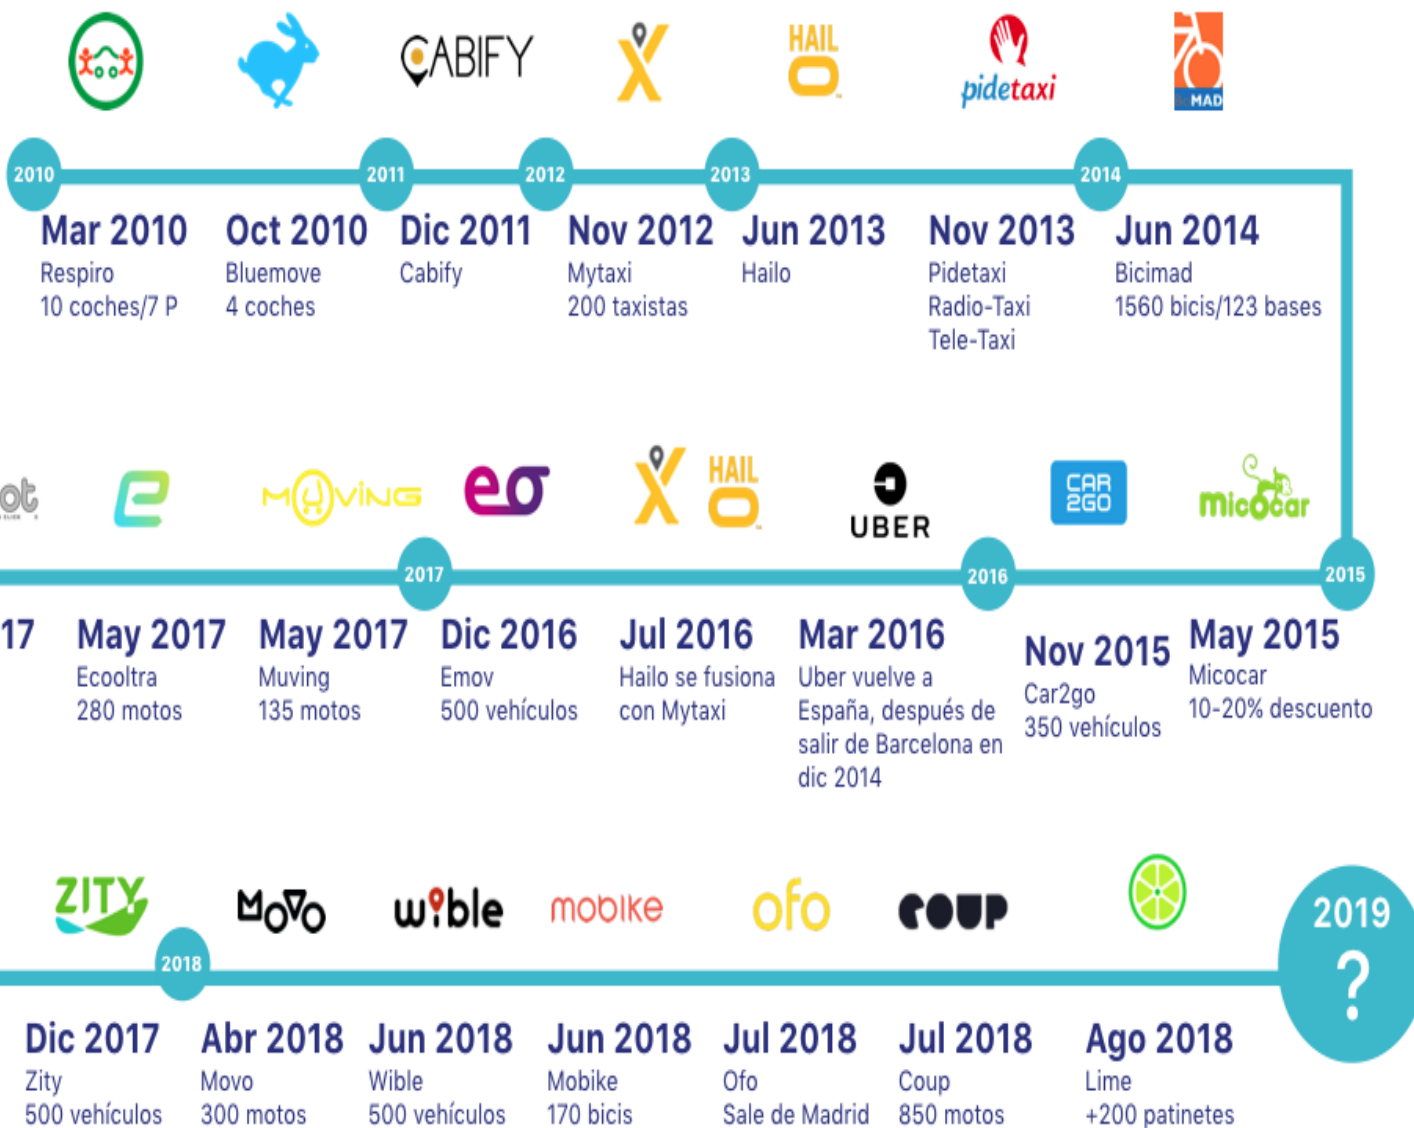 CABIFY
HAIL
O
pidetaxi
MAD
2010
2011
2012
2013
2014
Mar 2010
Respiro
10 coches/7 P
Oct 2010
Bluemove
4 coches
Dic 2011
Cabify
Nov 2012
Mytaxi
200 taxistas
Jun 2013
Hailo
Nov 2013
Pidetaxi
Radio-Taxi
Tele-Taxi
Jun 2014
Bicimad
1560 bicis/123 bases
ot
e
MUVING
eo
HAIL
O
UBER
CAR
2GO
micocar
2017
2016
2015
17
May 2017
Ecooltra
280 motos
May 2017
Muving
135 motos
Dic 2016
Emov
500 vehículos
Jul 2016
Hailo se fusiona
con Mytaxi
Mar 2016
Uber vuelve a
España, después de
salir de Barcelona en
dic 2014
Nov 2015
Car2go
350 vehículos
May 2015
Micocar
10-20% descuento
ZITY
MOVO
wible
mobike
ofo
COUP
2018
2019
?
Dic 2017
Zity
500 vehículos
Abr 2018
Movo
300 motos
Jun 2018
Wible
500 vehículos
Jun 2018
Mobike
170 bicis
Jul 2018
Ofo
Sale de Madrid
Jul 2018
Coup
850 motos
Ago 2018
Lime
+200 patinetes